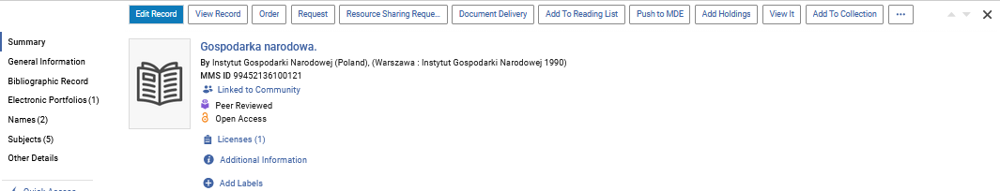 Edit Record View Record Order Request Resource Sharing Reque... Document Delivery Add To Reading List Push to MDE Add Holdings View It Add To Collection ...
Summary
General Information
Bibliographic Record
Electronic Portfolios (1)
Names (2)
Subjects (5)
Other Details
Quick Access
Gospodarka narodowa.
By Instytut Gospodarki Narodowej (Poland), (Warszawa : Instytut Gospodarki Narodowej 1990)
MMS ID 99452136100121
Linked to Community
Peer Reviewed
Open Access
Licenses (1)
Additional Information
Add Labels